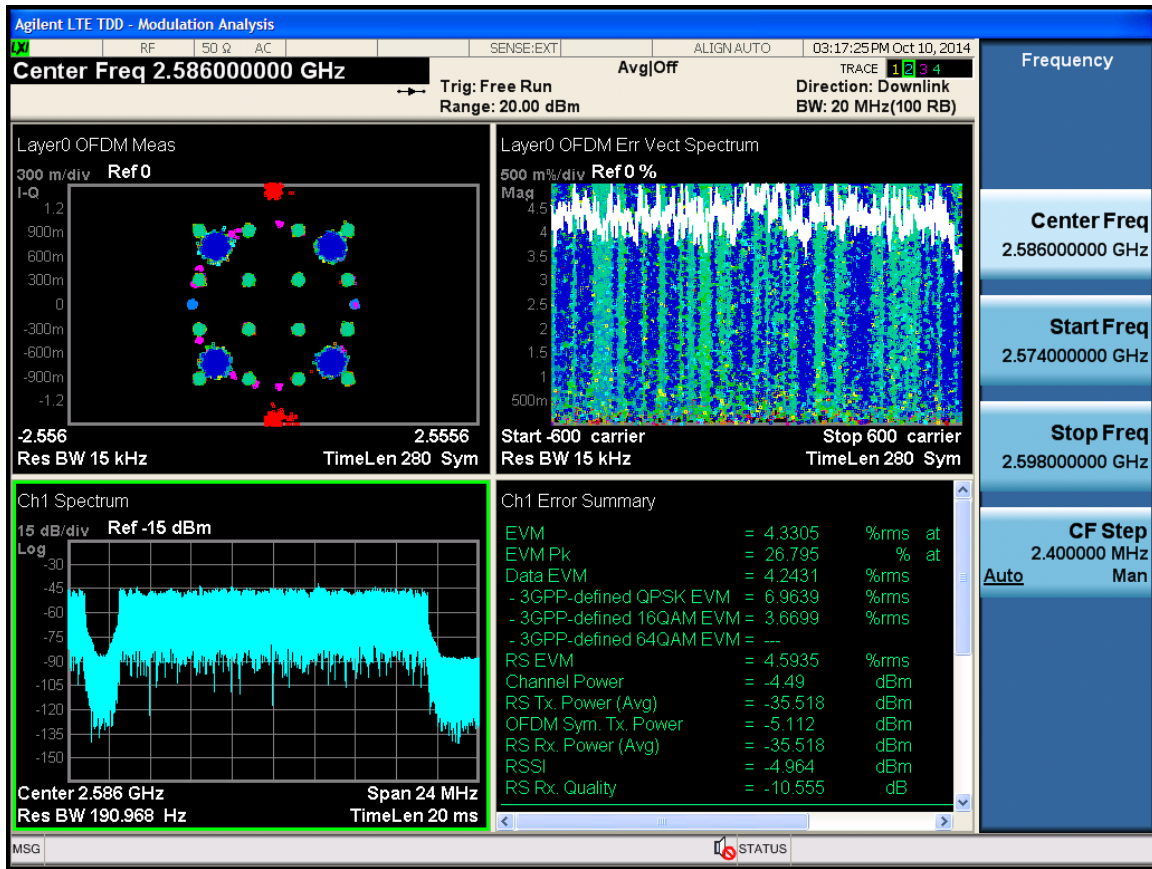 Agilent LTE TDD - Modulation Analysis
LXI RF 50 Ω AC SENSE:EXT ALIGN AUTO 03:17:25 PM Oct 10, 2014
Center Freq 2.586000000 GHz
Avg|Off
TRACE 1 2 3 4
Trig: Free Run
Direction: Downlink
Range: 20.00 dBm
BW: 20 MHz(100 RB)
Layer0 OFDM Meas
300 m/div Ref 0
I-Q
1.2
900m
600m
300m
0
-300m
-600m
-900m
-1.2
-2.556 2.5556
Res BW 15 kHz TimeLen 280 Sym
Layer0 OFDM Err Vect Spectrum
500 m%/div Ref 0 %
Mag
4.5
4
3.5
3
2.5
2
1.5
1
500m
Start -600 carrier Stop 600 carrier
Res BW 15 kHz TimeLen 280 Sym
Ch1 Spectrum
15 dB/div Ref -15 dBm
Log
-30
-45
-60
-75
-90
-105
-120
-135
-150
Center 2.586 GHz Span 24 MHz
Res BW 190.968 Hz TimeLen 20 ms
Ch1 Error Summary
EVM = 4.3305 %rms at
EVM Pk = 26.795 % at
Data EVM = 4.2431 %rms
- 3GPP-defined QPSK EVM = 6.9639 %rms
- 3GPP-defined 16QAM EVM = 3.6699 %rms
- 3GPP-defined 64QAM EVM = ---
RS EVM = 4.5935 %rms
Channel Power = -4.49 dBm
RS Tx. Power (Avg) = -35.518 dBm
OFDM Sym. Tx. Power = -5.112 dBm
RS Rx. Power (Avg) = -35.518 dBm
RSSI = -4.964 dBm
RS Rx. Quality = -10.555 dB
Frequency
Center Freq
2.586000000 GHz
Start Freq
2.574000000 GHz
Stop Freq
2.598000000 GHz
CF Step
2.400000 MHz
Auto Man
MSG STATUS